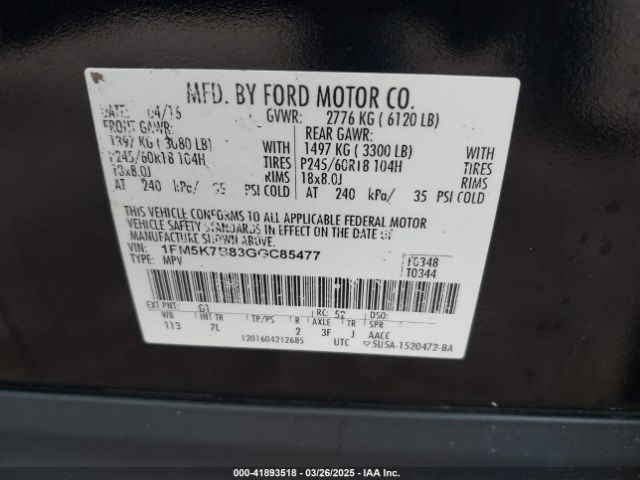 MFD. BY FORD MOTOR CO.
DATE: 04/16 GVWR: 2776 KG ( 6120 LB)
FRONT GAWR: REAR GAWR:
1397 KG ( 3080 LB) WITH 1497 KG ( 3300 LB) WITH
P245/60R18 104H TIRES P245/60R18 104H TIRES
18x8.0J RIMS 18x8.0J RIMS
AT 240 kPa/ 35 PSI COLD AT 240 kPa/ 35 PSI COLD
THIS VEHICLE CONFORMS TO ALL APPLICABLE FEDERAL MOTOR
VEHICLE SAFETY STANDARDS IN EFFECT ON THE DATE OF
MANUFACTURE SHOWN ABOVE.
VIN: 1FM5K7B83GGC85477
TYPE: MPV
T0348
T0344
EXT PNT: G1 RC: 52 DSO:
WB INT TR TP/PS R AXLE TR SPR
113 7L 2 3F J AACC
1201604212685 UTC ▽5U5A-1520472-BA
© COPART - 41893518 - 03/26/2025 - IAA, Inc.